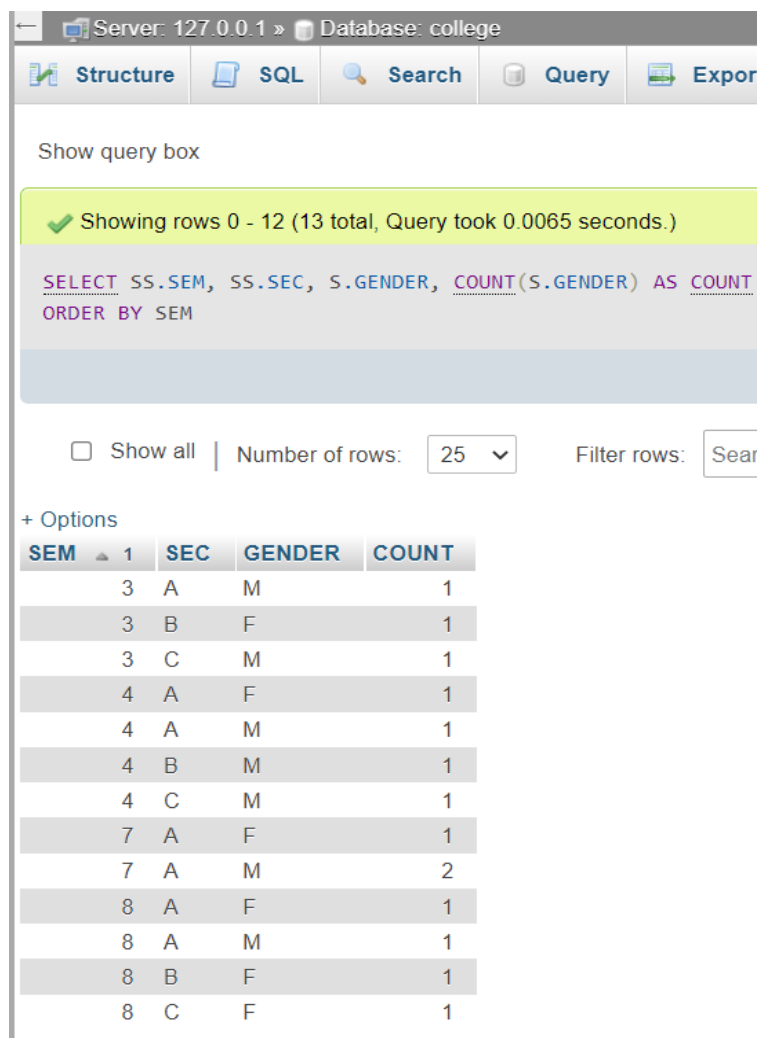 ← Server: 127.0.0.1 » Database: college
Structure SQL Search Query Expor
Show query box
Showing rows 0 - 12 (13 total, Query took 0.0065 seconds.)
SELECT SS.SEM, SS.SEC, S.GENDER, COUNT(S.GENDER) AS COUNT
ORDER BY SEM
Show all | Number of rows: 25 Filter rows: Sear
+ Options
SEM 1 SEC GENDER COUNT
3 A M 1
3 B F 1
3 C M 1
4 A F 1
4 A M 1
4 B M 1
4 C M 1
7 A F 1
7 A M 2
8 A F 1
8 A M 1
8 B F 1
8 C F 1